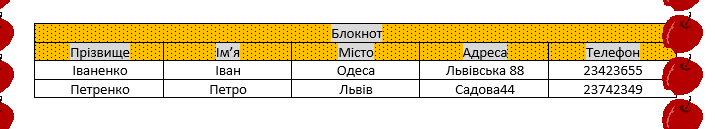 Блокнот
Прізвище Ім’я Місто Адреса Телефон
Іваненко Іван Одеса Львівська 88 23423655
Петренко Петро Львів Садова44 23742349